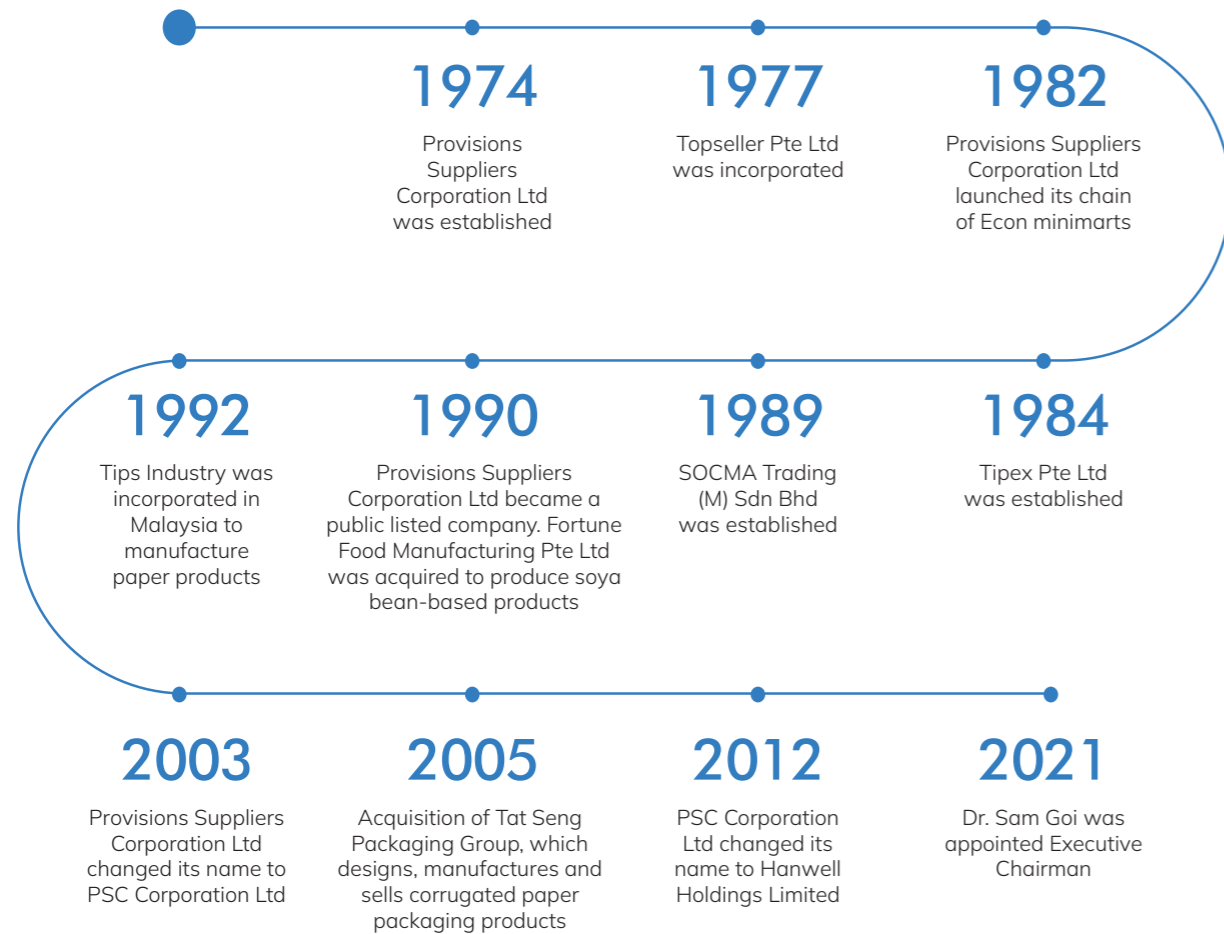 1974
Provisions
Suppliers
Corporation Ltd
was established
1977
Topseller Pte Ltd
was incorporated
1982
Provisions Suppliers
Corporation Ltd
launched its chain
of Econ minimarts
1984
Tipex Pte Ltd
was established
1989
SOCMA Trading
(M) Sdn Bhd
was established
1990
Provisions Suppliers
Corporation Ltd became a
public listed company. Fortune
Food Manufacturing Pte Ltd
was acquired to produce soya
bean-based products
1992
Tips Industry was
incorporated in
Malaysia to
manufacture
paper products
2003
Provisions Suppliers
Corporation Ltd
changed its name to
PSC Corporation Ltd
2005
Acquisition of Tat Seng
Packaging Group, which
designs, manufactures and
sells corrugated paper
packaging products
2012
PSC Corporation
Ltd changed its
name to Hanwell
Holdings Limited
2021
Dr. Sam Goi was
appointed Executive
Chairman